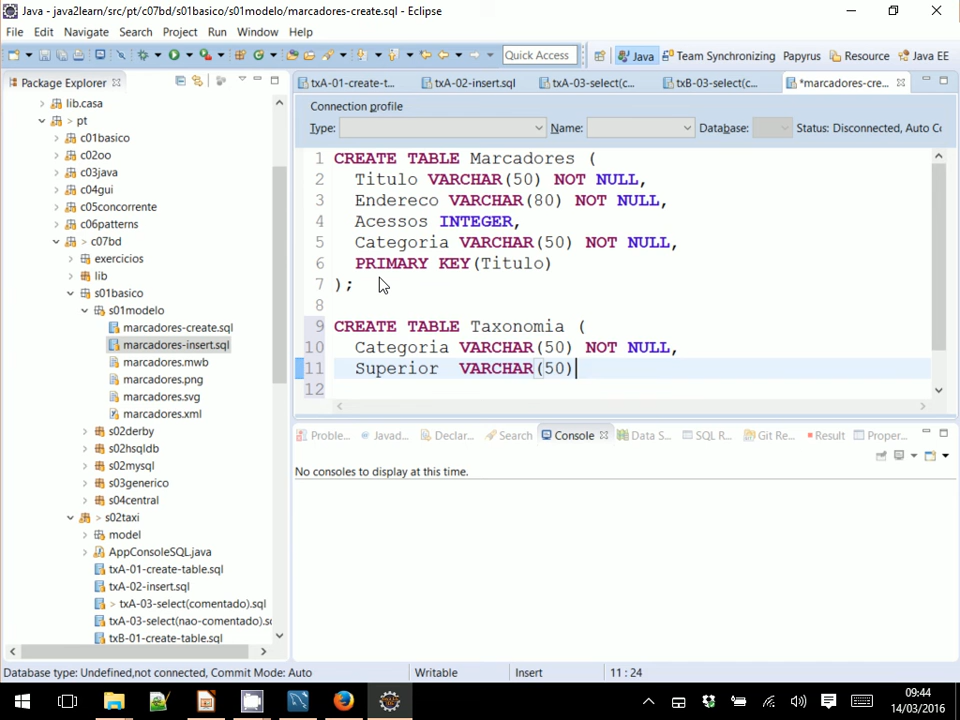 Java - java2learn/src/pt/c07bd/s01basico/s01modelo/marcadores-create.sql - Eclipse
File Edit Navigate Search Project Run Window Help
Quick Access
Java
Team Synchronizing
Papyrus
Resource
Java EE
Package Explorer
txA-01-create-t...
txA-02-insert.sql
txA-03-select(c...
txB-03-select(c...
*marcadores-cre...
Connection profile
Type:
Name:
Database:
Status: Disconnected, Auto Co
lib.casa
pt
c01basico
c02oo
c03java
c04gui
c05concorrente
c06patterns
> c07bd
exercicios
lib
s01basico
s01modelo
marcadores-create.sql
marcadores-insert.sql
marcadores.mwb
marcadores.png
marcadores.svg
marcadores.xml
s02derby
s02hsqldb
s02mysql
s03generico
s04central
> s02taxi
model
AppConsoleSQL.java
txA-01-create-table.sql
txA-02-insert.sql
> txA-03-select(comentado).sql
txA-03-select(nao-comentado).sq
txB-01-create-table.sql
1 CREATE TABLE Marcadores (
2 Titulo VARCHAR(50) NOT NULL,
3 Endereco VARCHAR(80) NOT NULL,
4 Acessos INTEGER,
5 Categoria VARCHAR(50) NOT NULL,
6 PRIMARY KEY(Titulo)
7 );
8
9 CREATE TABLE Taxonomia (
10 Categoria VARCHAR(50) NOT NULL,
11 Superior VARCHAR(50)
12
Proble...
Javad...
Declar...
Search
Console
Data S...
SQL R...
Git Re...
Result
Proper...
No consoles to display at this time.
Database type: Undefined,not connected, Commit Mode: Auto
Writable
Insert
11 : 24
09:44
14/03/2016